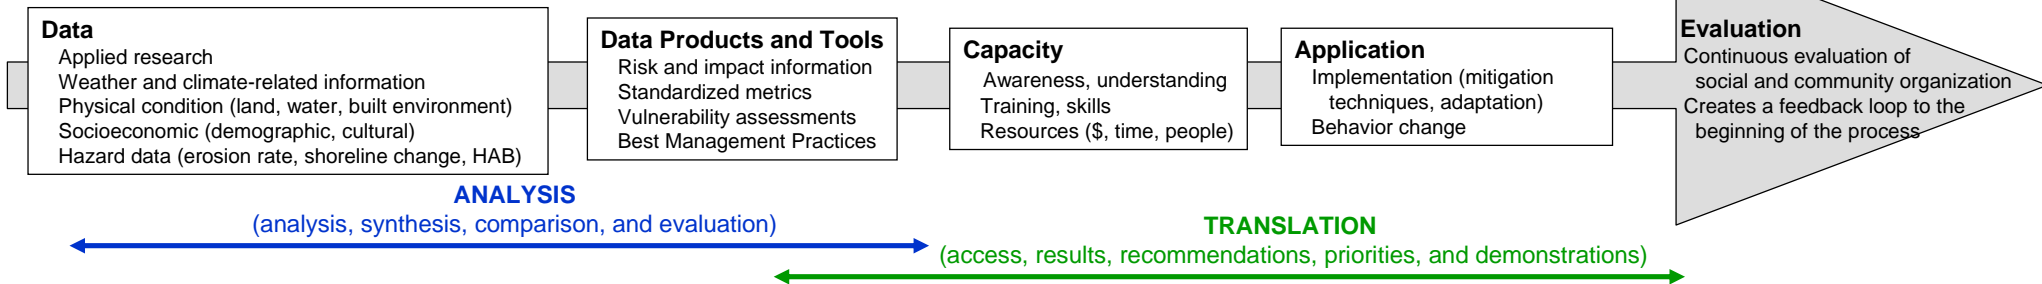 Data
Applied research
Weather and climate-related information
Physical condition (land, water, built environment)
Socioeconomic (demographic, cultural)
Hazard data (erosion rate, shoreline change, HAB)
Data Products and Tools
Risk and impact information
Standardized metrics
Vulnerability assessments
Best Management Practices
Capacity
Awareness, understanding
Training, skills
Resources ($, time, people)
Application
Implementation (mitigation
techniques, adaptation)
Behavior change
Evaluation
Continuous evaluation of
social and community organization
Creates a feedback loop to the
beginning of the process
ANALYSIS
(analysis, synthesis, comparison, and evaluation)
TRANSLATION
(access, results, recommendations, priorities, and demonstrations)